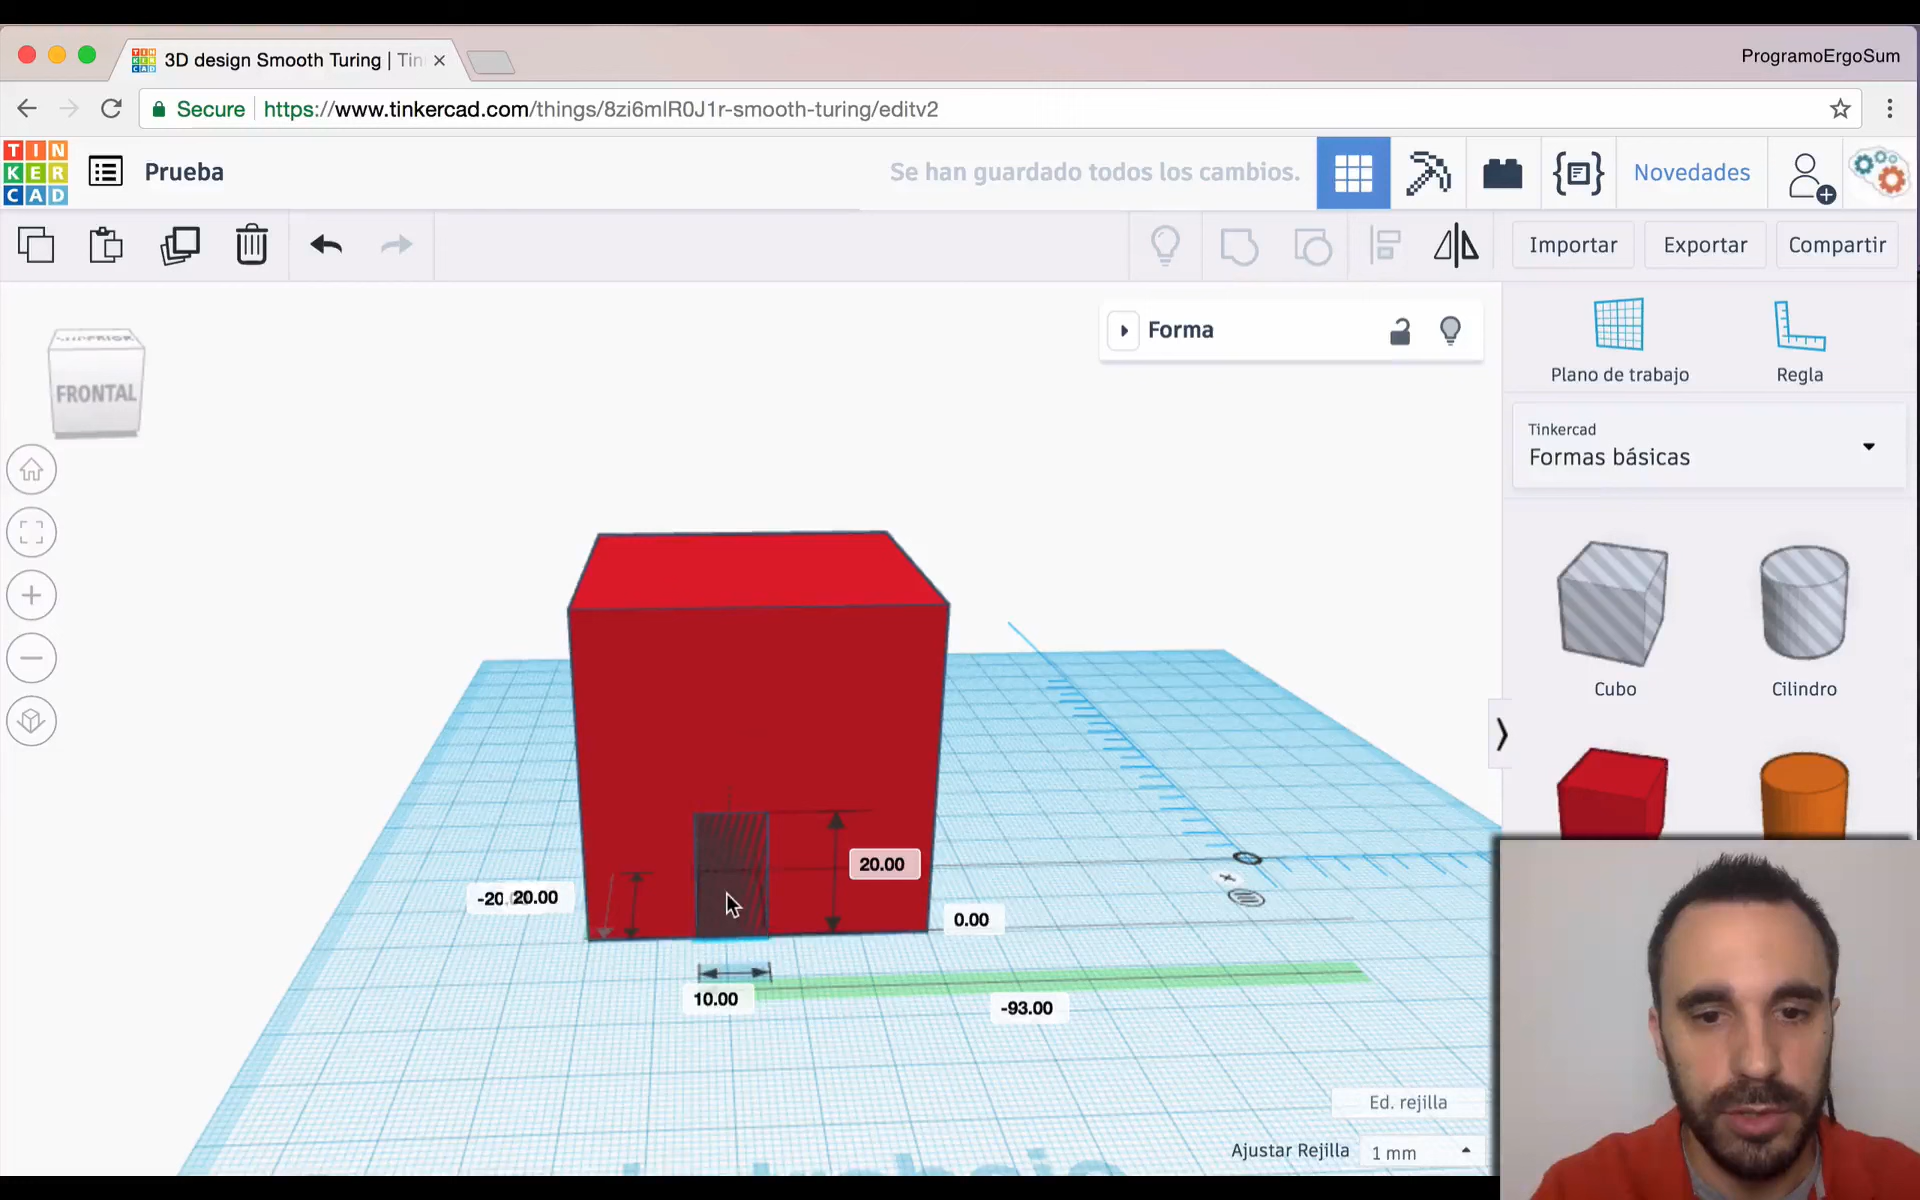 3D design Smooth Turing | Tin
ProgramoErgoSum
Secure
https://www.tinkercad.com/things/8zi6mlR0J1r-smooth-turing/editv2
TIN
KER
CAD
Prueba
Se han guardado todos los cambios.
Novedades
Importar
Exportar
Compartir
SUPERIOR
FRONTAL
Forma
Plano de trabajo
Regla
Tinkercad
Formas básicas
Cubo
Cilindro
20.00
-20
20.00
0.00
10.00
-93.00
Ed. rejilla
Ajustar Rejilla
1 mm